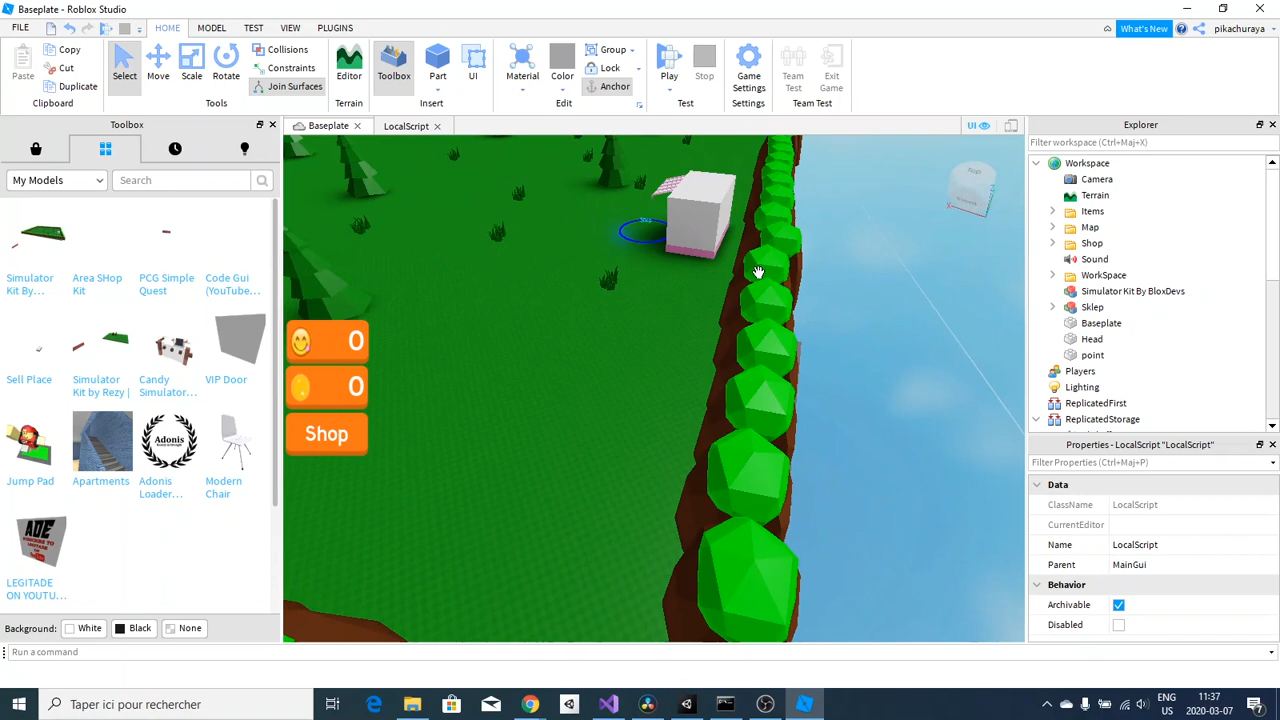 Baseplate - Roblox Studio
FILE
HOME
MODEL
TEST
VIEW
PLUGINS
What's New
pikachuraya
Paste
Copy
Cut
Duplicate
Clipboard
Select
Move
Scale
Rotate
Collisions
Constraints
Join Surfaces
Tools
Editor
Terrain
Toolbox
Part
UI
Insert
Material
Color
Group
Lock
Anchor
Edit
Play
Stop
Test
Game
Settings
Settings
Team
Test
Exit
Game
Team Test
Toolbox
My Models
Search
Simulator
Kit By...
Area SHop
Kit
PCG Simple
Quest
Code Gui
(YouTube...
Sell Place
Simulator
Kit by Rezy |
Candy
Simulator...
VIP Door
Jump Pad
Apartments
Adonis
Adonis
Loader...
Modern
Chair
LEGITADE
ON YOUTU...
Background:
White
Black
None
Baseplate
LocalScript
UI
0
0
Shop
Explorer
Filter workspace (Ctrl+Maj+X)
Workspace
Camera
Terrain
Items
Map
Shop
Sound
WorkSpace
Simulator Kit By BloxDevs
Sklep
Baseplate
Head
point
Players
Lighting
ReplicatedFirst
ReplicatedStorage
Properties - LocalScript "LocalScript"
Filter Properties (Ctrl+Maj+P)
Data
ClassName LocalScript
CurrentEditor
Name LocalScript
Parent MainGui
Behavior
Archivable
Disabled
Run a command
Taper ici pour rechercher
ENG
US
11:37
2020-03-07